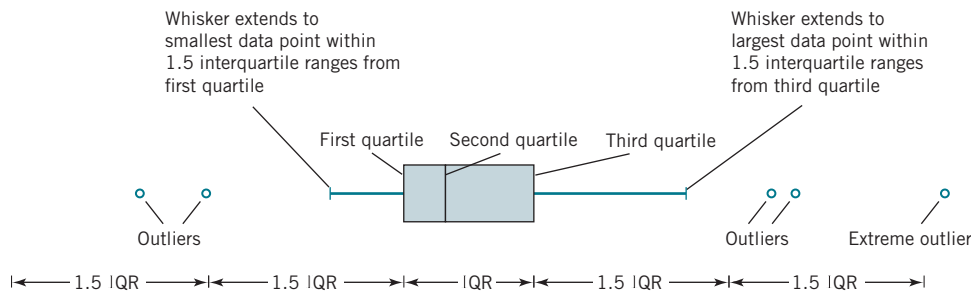 Whisker extends to
smallest data point within
1.5 interquartile ranges from
first quartile
Whisker extends to
largest data point within
1.5 interquartile ranges
from third quartile
First quartile
Second quartile
Third quartile
Outliers
Outliers
Extreme outlier
1.5 IQR
1.5 IQR
IQR
1.5 IQR
1.5 IQR